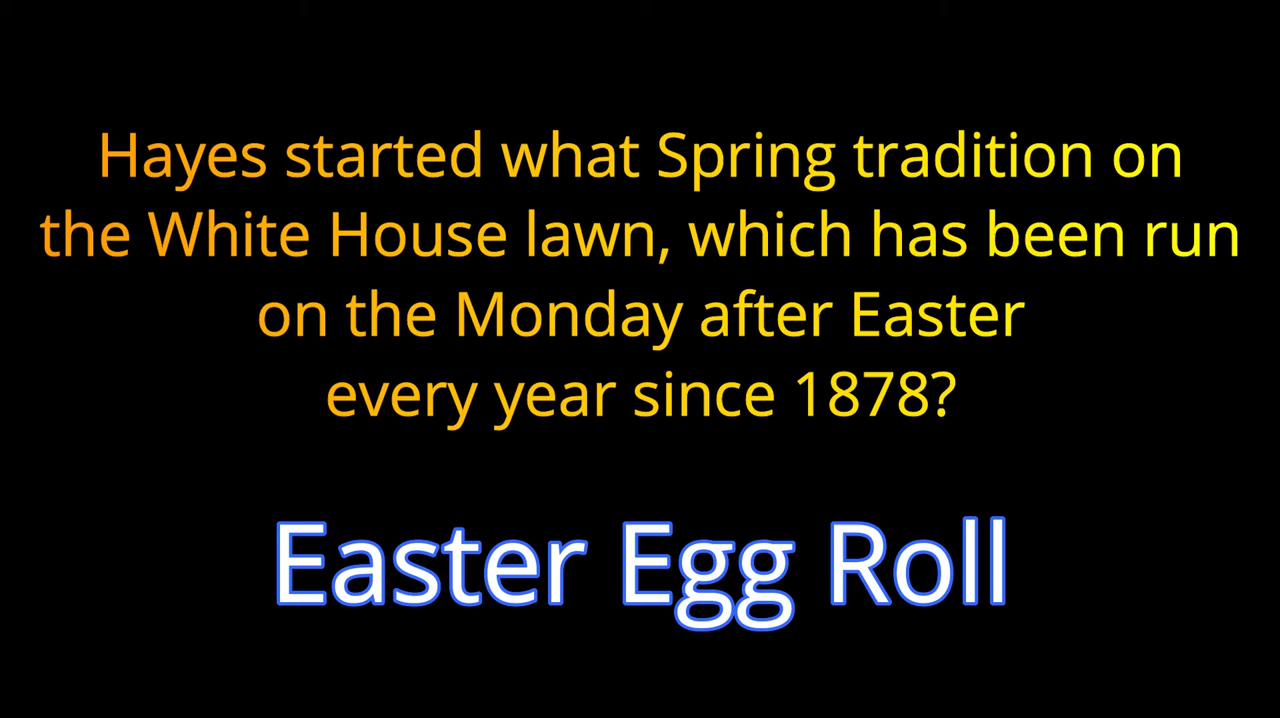 Hayes started what Spring tradition on
the White House lawn, which has been run
on the Monday after Easter
every year since 1878?
Easter Egg Roll